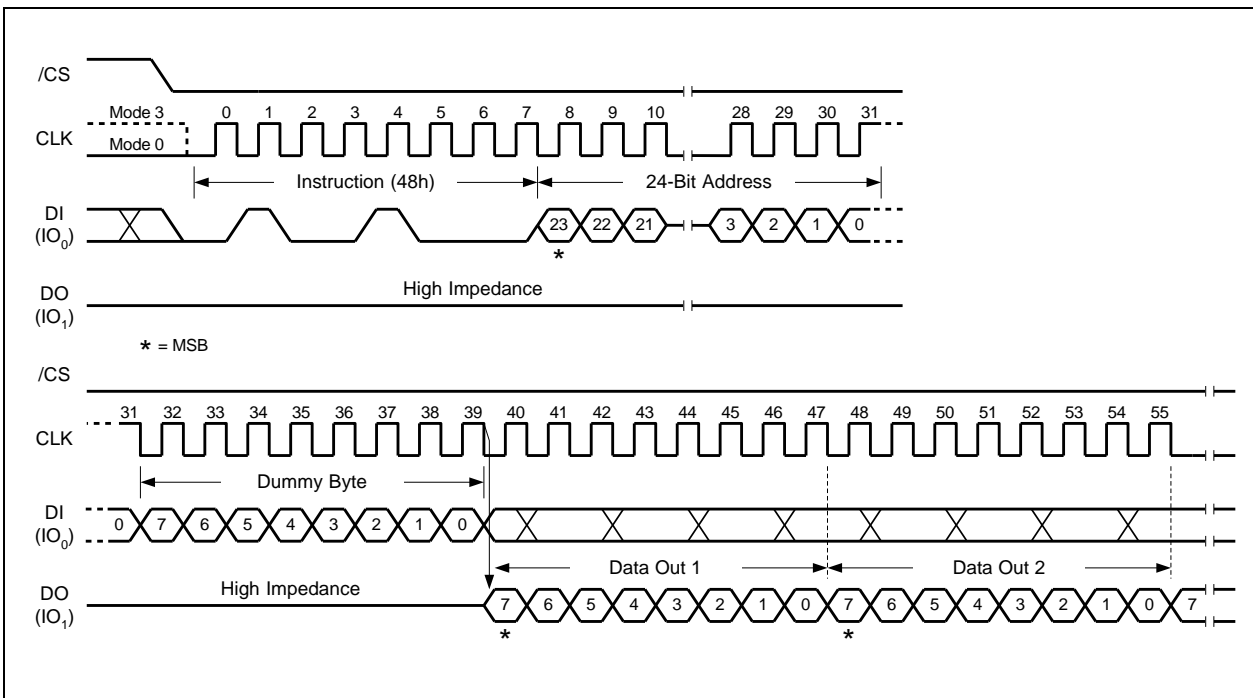 /CS
Mode 3 0 1 2 3 4 5 6 7 8 9 10 28 29 30 31
CLK Mode 0
Instruction (48h) 24-Bit Address
DI
(IO0) 23 22 21 3 2 1 0
*
High Impedance
DO
(IO1)
* = MSB
/CS
31 32 33 34 35 36 37 38 39 40 41 42 43 44 45 46 47 48 49 50 51 52 53 54 55
CLK
Dummy Byte
DI
(IO0) 0 7 6 5 4 3 2 1 0
Data Out 1 Data Out 2
High Impedance
DO
(IO1) 7 6 5 4 3 2 1 0 7 6 5 4 3 2 1 0 7
* *